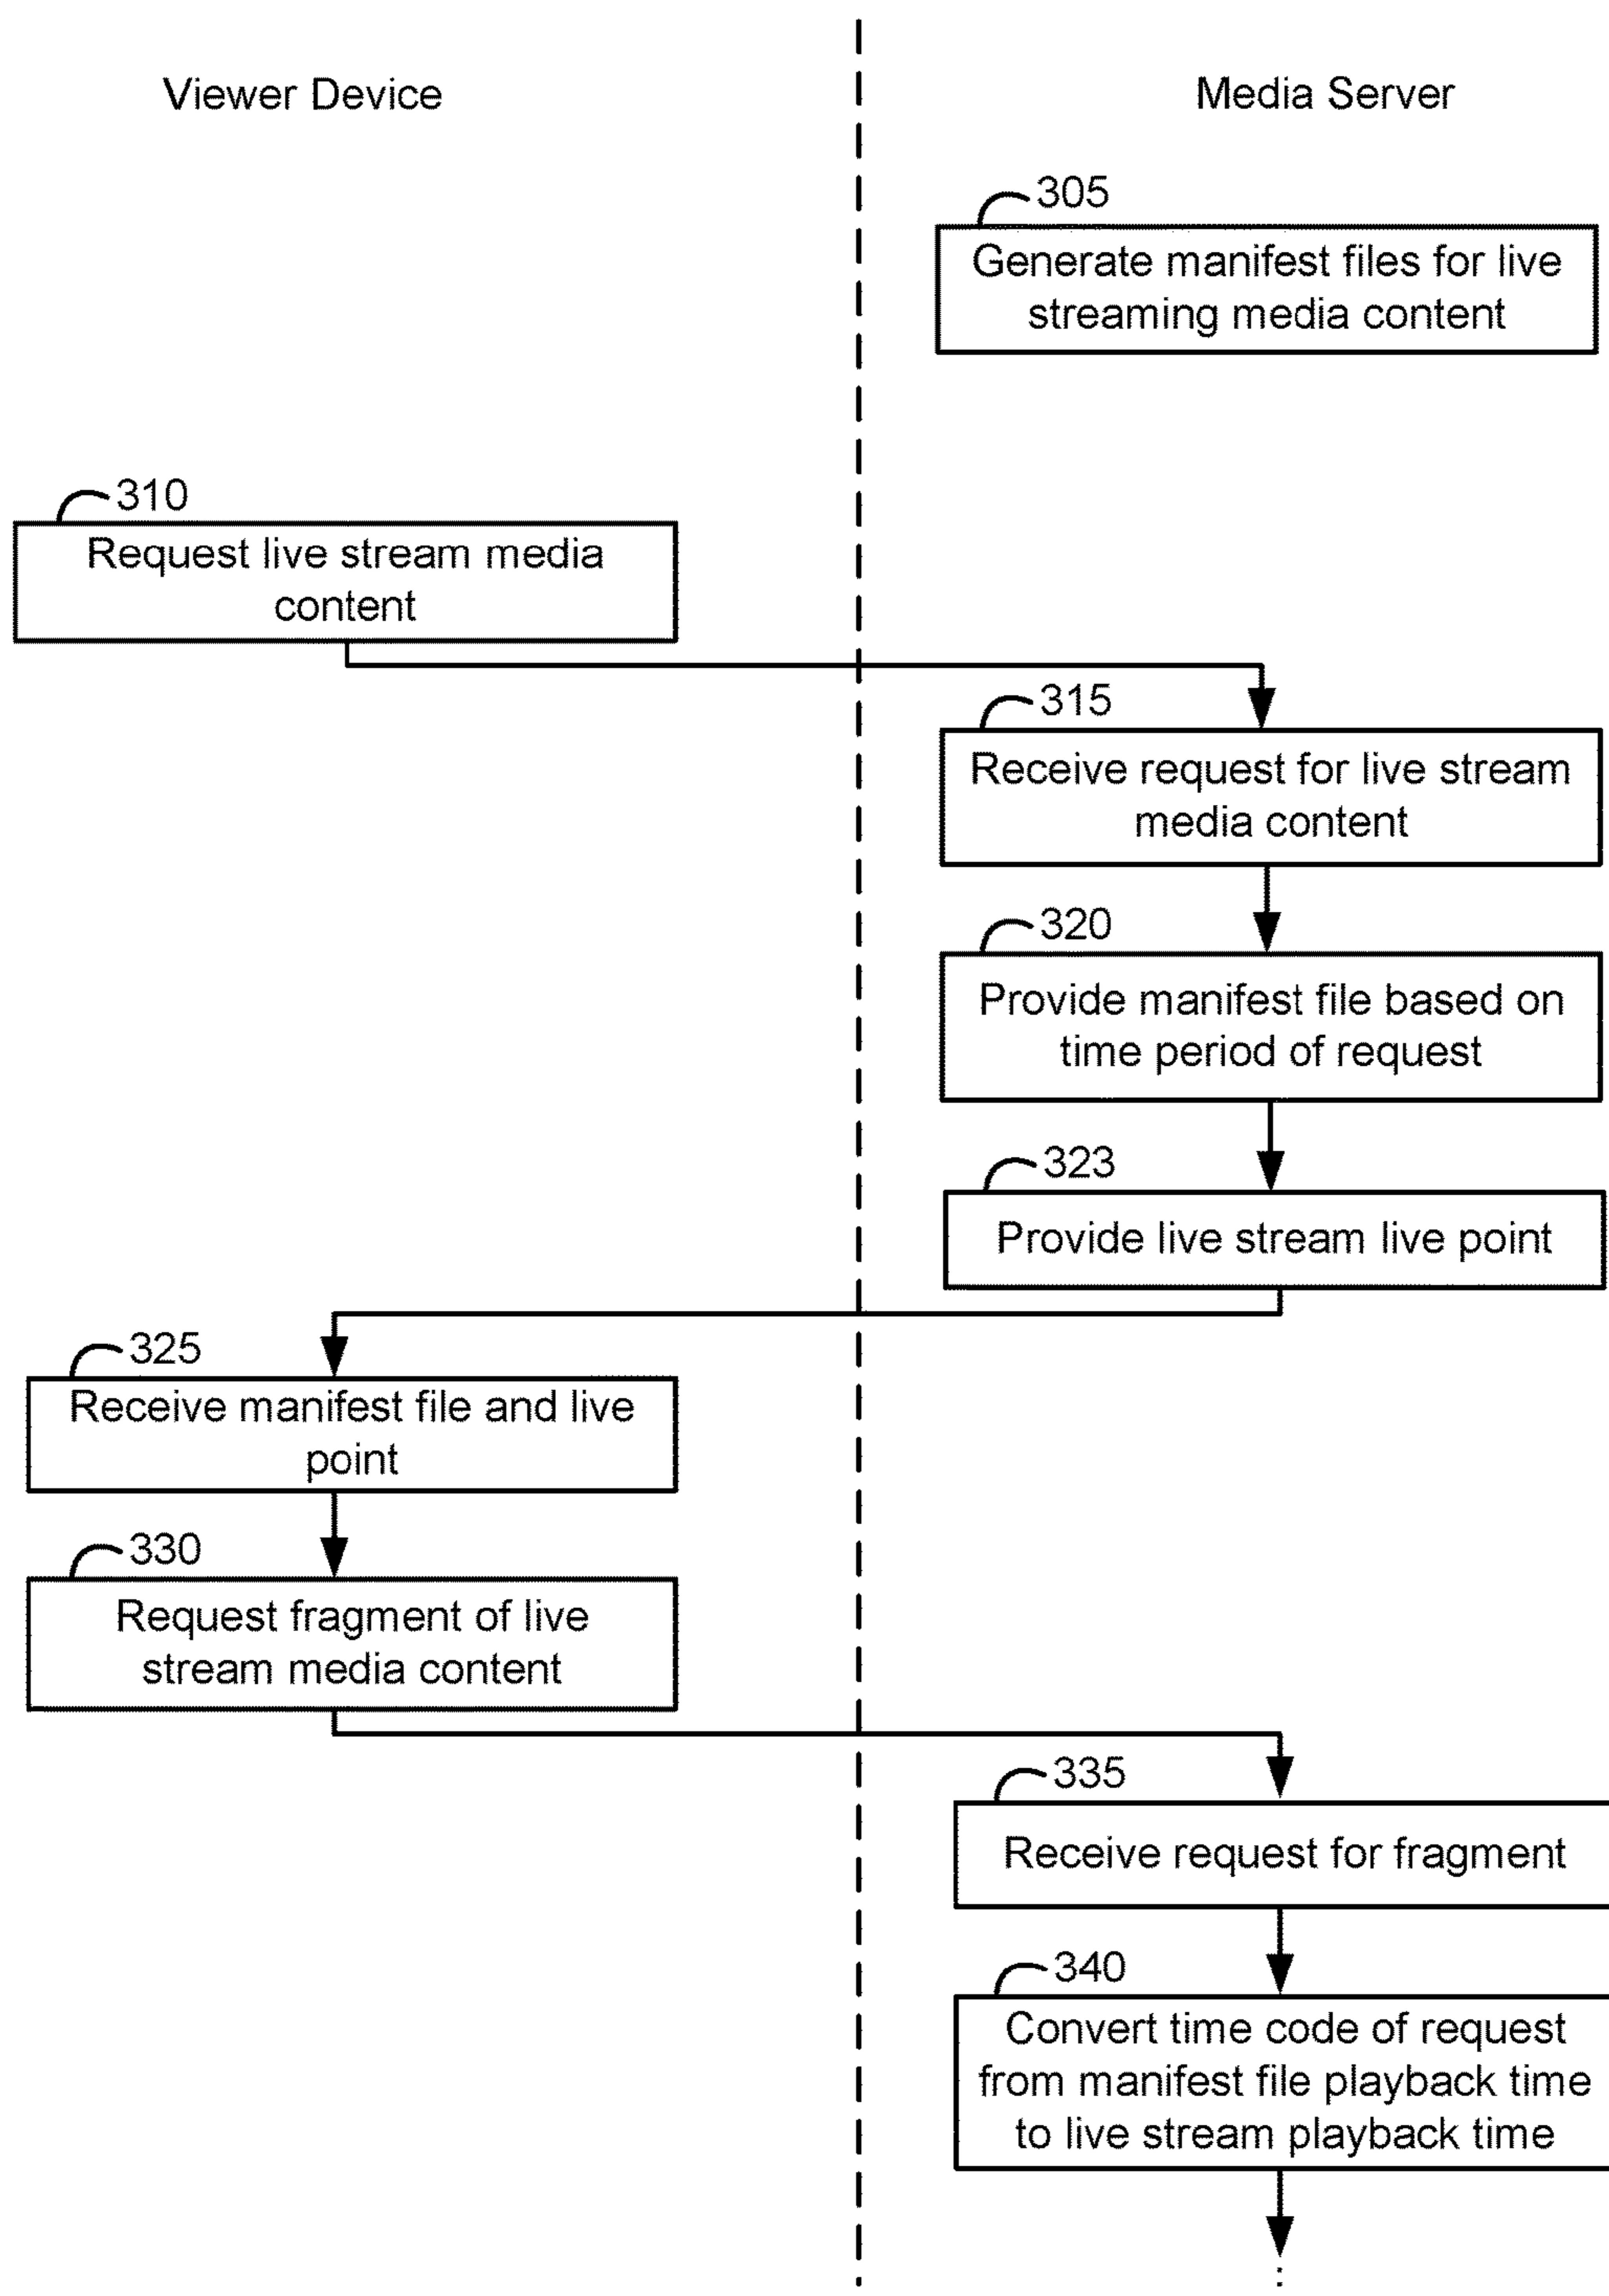 Viewer Device
Media Server
305
Generate manifest files for live
streaming media content
310
Request live stream media
content
315
Receive request for live stream
media content
320
Provide manifest file based on
time period of request
323
Provide live stream live point
325
Receive manifest file and live
point
330
Request fragment of live
stream media content
335
Receive request for fragment
340
Convert time code of request
from manifest file playback time
to live stream playback time